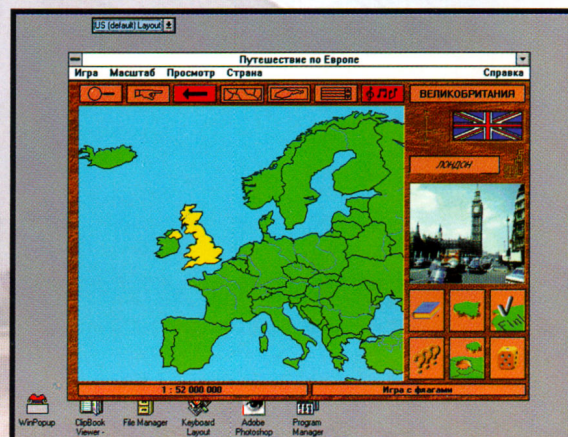 US (default) Layout
Путешествие по Европе
Игра Масштаб Просмотр Страна Справка
ВЕЛИКОБРИТАНИЯ
ЛОНДОН
1 : 52 000 000
Игра с флагами
WinPopup
ClipBook Viewer -
File Manager
Keyboard Layout
Adobe Photoshop
Program Manager